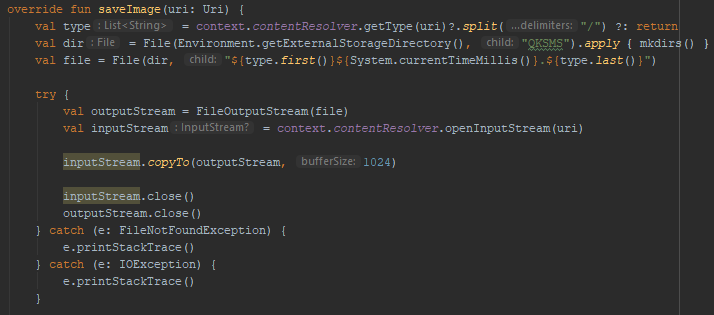 override fun saveImage(uri: Uri) {
    val type : List<String> = context.contentResolver.getType(uri)?.split( ...delimiters: "/") ?: return
    val dir : File = File(Environment.getExternalStorageDirectory(), child: "QKSMS").apply { mkdirs() }
    val file = File(dir, child: "${type.first()}${System.currentTimeMillis()}.${type.last()}")

    try {
        val outputStream = FileOutputStream(file)
        val inputStream : InputStream? = context.contentResolver.openInputStream(uri)

        inputStream.copyTo(outputStream, bufferSize: 1024)

        inputStream.close()
        outputStream.close()
    } catch (e: FileNotFoundException) {
        e.printStackTrace()
    } catch (e: IOException) {
        e.printStackTrace()
    }